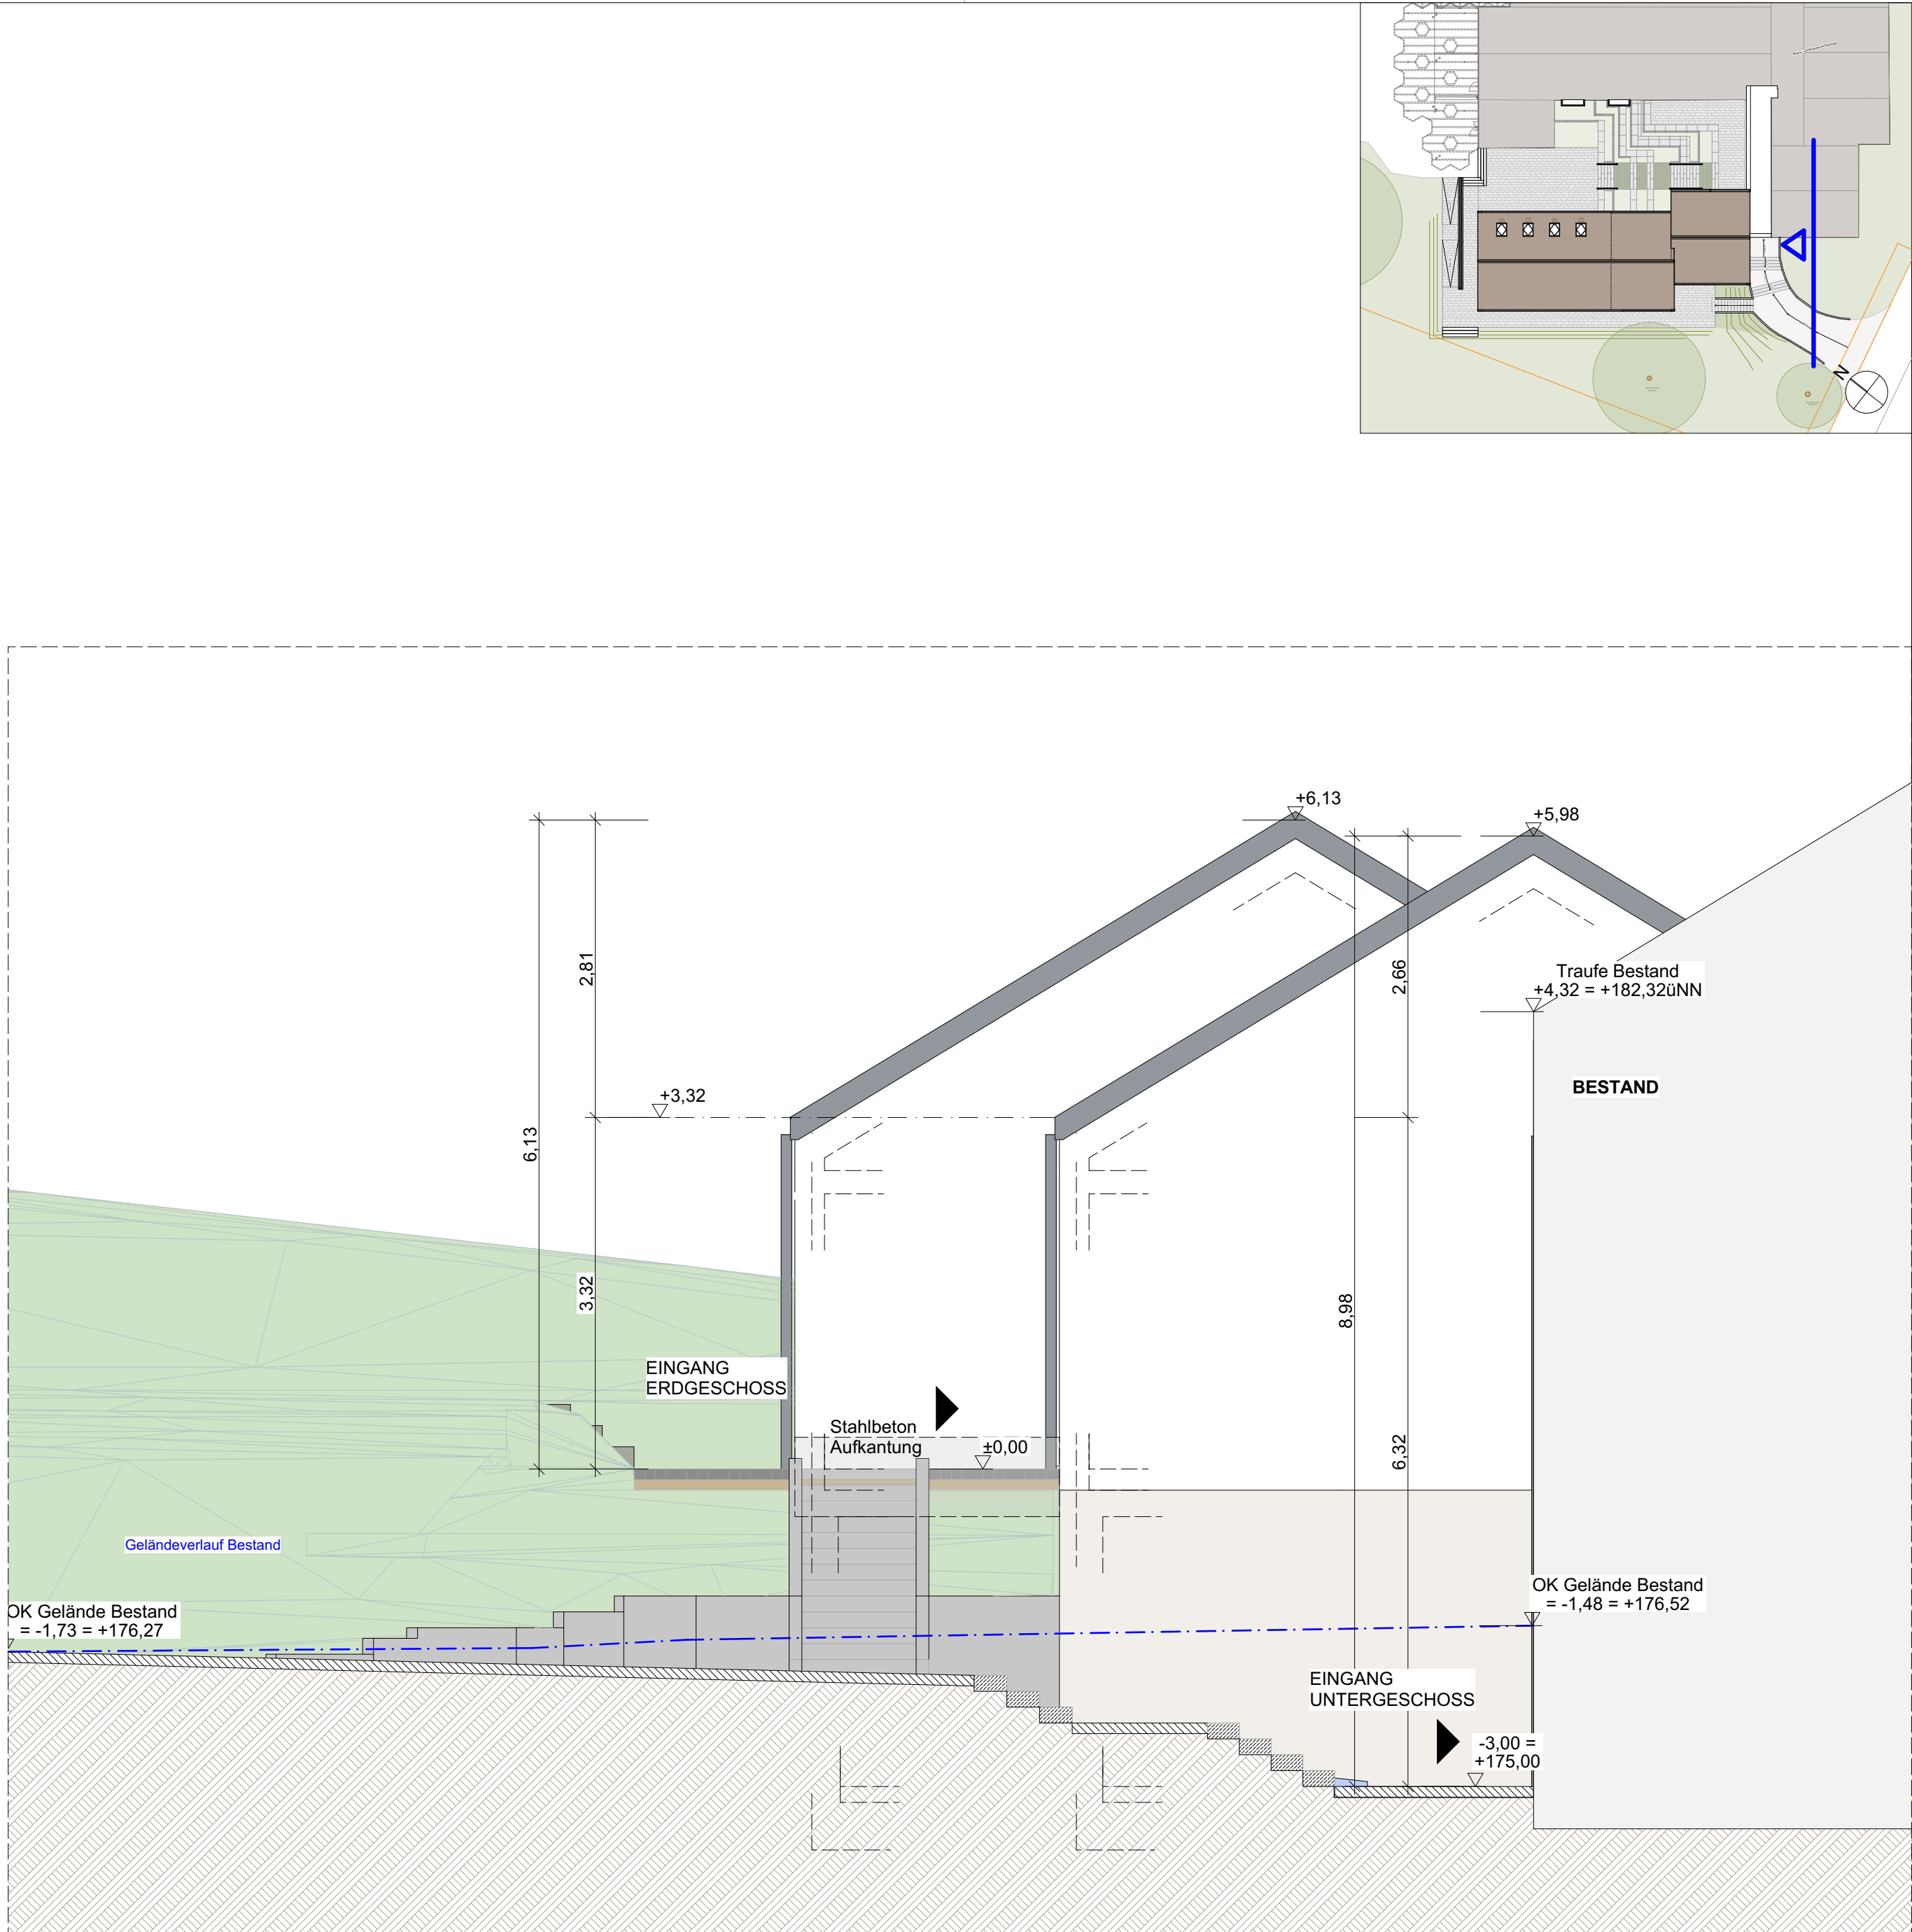 N
+6,13
+5,98
2,81
2,66
Traufe Bestand
+4,32 = +182,32üNN
BESTAND
+3,32
6,13
3,32
8,98
EINGANG
ERDGESCHOSS
Stahlbeton
Aufkantung
±0,00
6,32
Geländeverlauf Bestand
OK Gelände Bestand
= -1,73 = +176,27
OK Gelände Bestand
= -1,48 = +176,52
EINGANG
UNTERGESCHOSS
-3,00 =
+175,00